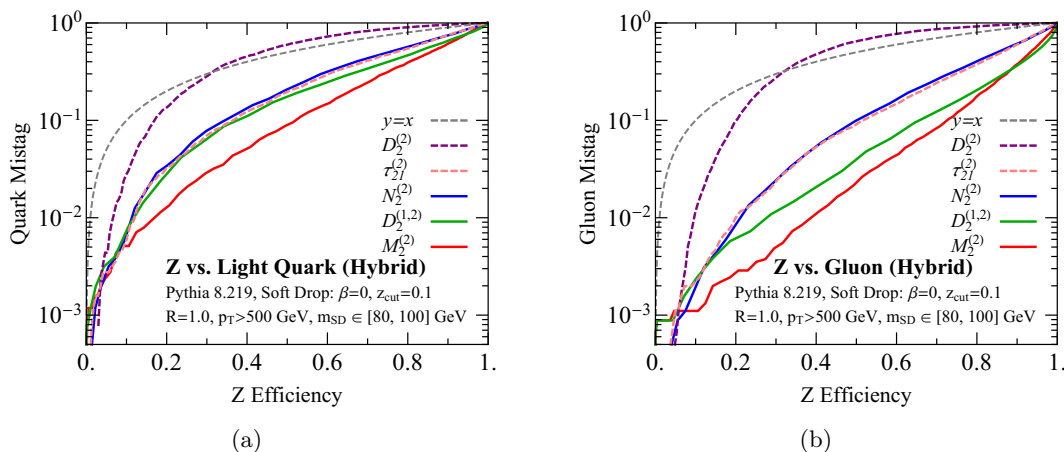 10^0
10^-1
10^-2
10^-3
Quark Mistag
y=x
D_2^(2)
τ_21^(2)
N_2^(2)
D_2^(1,2)
M_2^(2)
Z vs. Light Quark (Hybrid)
Pythia 8.219, Soft Drop: β=0, z_cut=0.1
R=1.0, p_T>500 GeV, m_SD ∈ [80, 100] GeV
0. 0.2 0.4 0.6 0.8 1.
Z Efficiency
(a)
10^0
10^-1
10^-2
10^-3
Gluon Mistag
y=x
D_2^(2)
τ_21^(2)
N_2^(2)
D_2^(1,2)
M_2^(2)
Z vs. Gluon (Hybrid)
Pythia 8.219, Soft Drop: β=0, z_cut=0.1
R=1.0, p_T>500 GeV, m_SD ∈ [80, 100] GeV
0. 0.2 0.4 0.6 0.8 1.
Z Efficiency
(b)